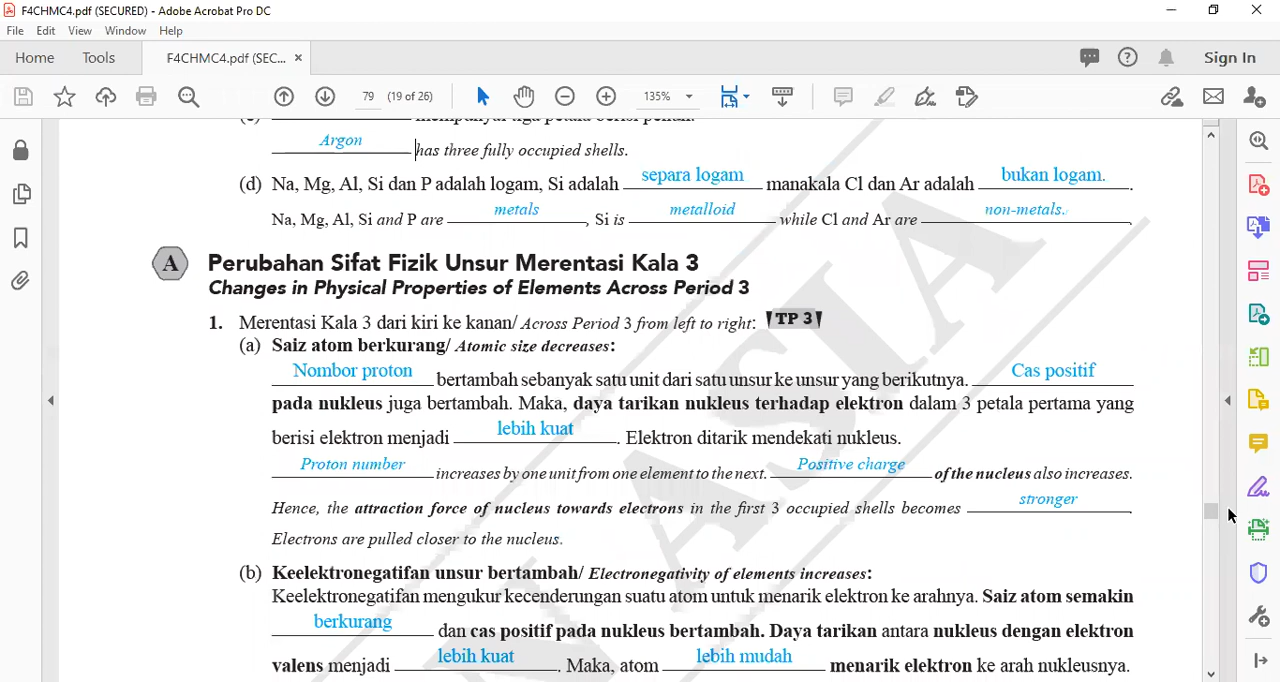 F4CHMC4.pdf (SECURED) - Adobe Acrobat Pro DC
File Edit View Window Help
Home Tools F4CHMC4.pdf (SEC... × Sign In
79 (19 of 26) 135%
(c) mempunyai tiga petala berisi penuh.
Argon has three fully occupied shells.
(d) Na, Mg, Al, Si dan P adalah logam, Si adalah separa logam manakala Cl dan Ar adalah bukan logam.
Na, Mg, Al, Si and P are metals, Si is metalloid while Cl and Ar are non-metals.
A Perubahan Sifat Fizik Unsur Merentasi Kala 3
Changes in Physical Properties of Elements Across Period 3
1. Merentasi Kala 3 dari kiri ke kanan/ Across Period 3 from left to right: TP 3
(a) Saiz atom berkurang/ Atomic size decreases:
Nombor proton bertambah sebanyak satu unit dari satu unsur ke unsur yang berikutnya. Cas positif
pada nukleus juga bertambah. Maka, daya tarikan nukleus terhadap elektron dalam 3 petala pertama yang
berisi elektron menjadi lebih kuat. Elektron ditarik mendekati nukleus.
Proton number increases by one unit from one element to the next. Positive charge of the nucleus also increases.
Hence, the attraction force of nucleus towards electrons in the first 3 occupied shells becomes stronger.
Electrons are pulled closer to the nucleus.
(b) Keelektronegatifan unsur bertambah/ Electronegativity of elements increases:
Keelektronegatifan mengukur kecenderungan suatu atom untuk menarik elektron ke arahnya. Saiz atom semakin
berkurang dan cas positif pada nukleus bertambah. Daya tarikan antara nukleus dengan elektron
valens menjadi lebih kuat. Maka, atom lebih mudah menarik elektron ke arah nukleusnya.